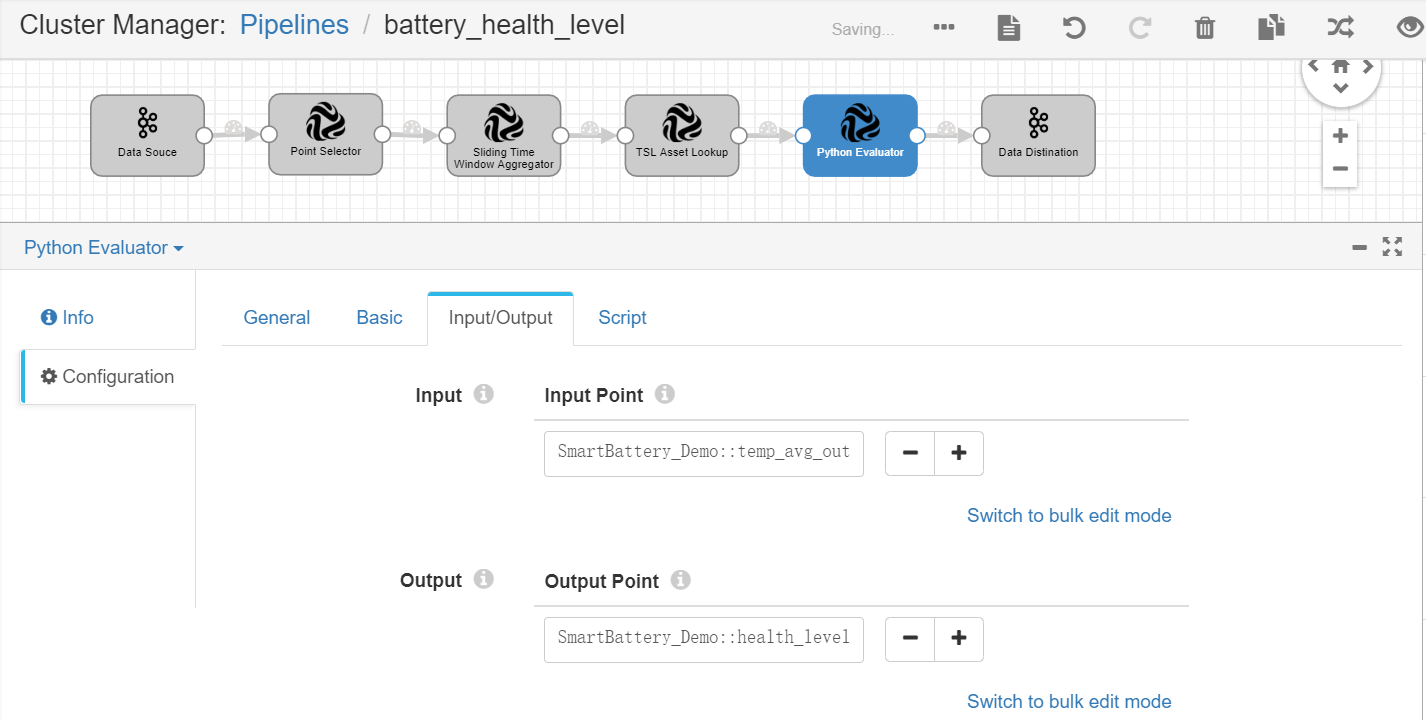 Cluster Manager: Pipelines / battery_health_level
Saving...
Data Souce
Point Selector
Sliding Time
Window Aggregator
TSL Asset Lookup
Python Evaluator
Data Distination
Python Evaluator
Info
Configuration
General Basic Input/Output Script
Input Input Point
SmartBattery_Demo::temp_avg_out
Switch to bulk edit mode
Output Output Point
SmartBattery_Demo::health_level
Switch to bulk edit mode